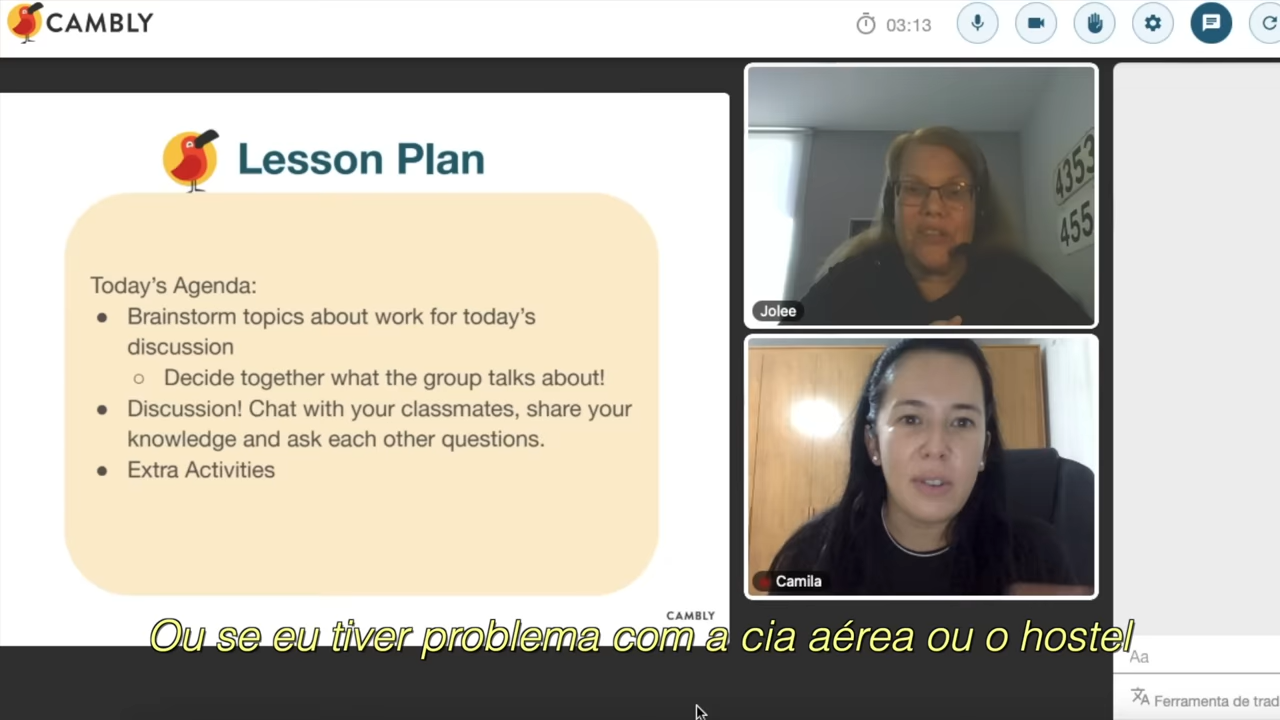 CAMBLY
03:13
Lesson Plan
Today's Agenda:
● Brainstorm topics about work for today's
discussion
○ Decide together what the group talks about!
● Discussion! Chat with your classmates, share your
knowledge and ask each other questions.
● Extra Activities
CAMBLY
4353
455
Jolee
Camila
Ou se eu tiver problema com a cia aérea ou o hostel
Aa
Ferramenta de trad